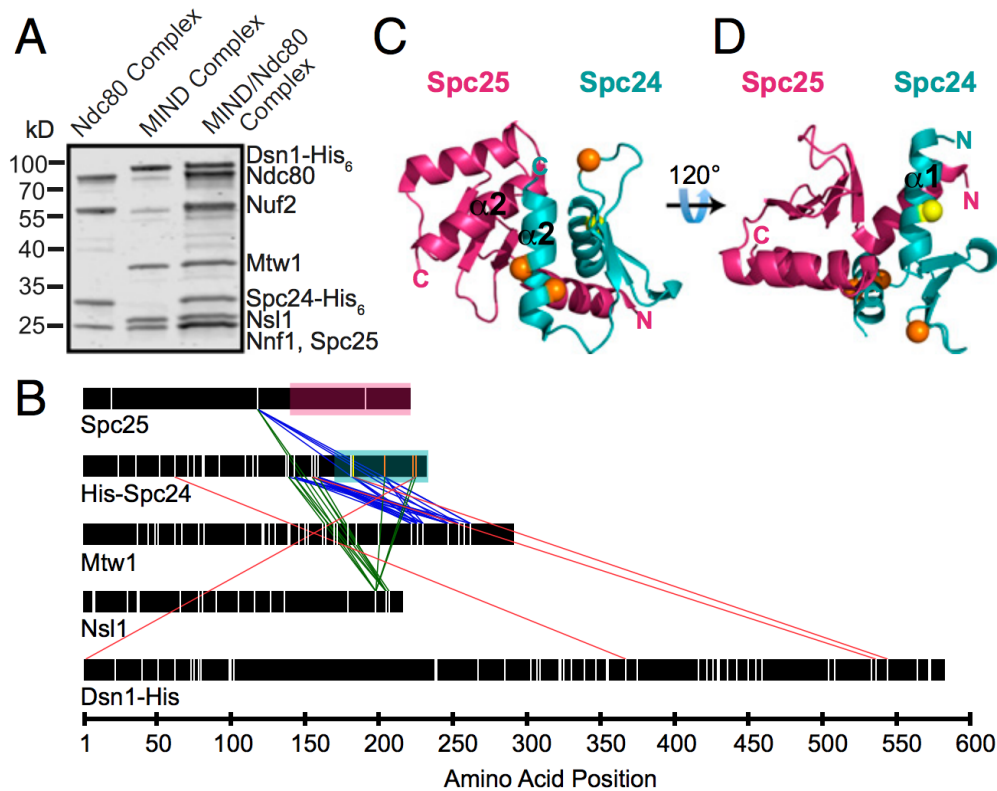 A
Ndc80 Complex
MIND Complex
MIND/Ndc80
Complex
kD
100
70
55
40
35
25
Dsn1-His6
Ndc80
Nuf2
Mtw1
Spc24-His6
Nsl1
Nnf1, Spc25
C
Spc25
Spc24
α2
C
α2
C
N
120°
D
Spc25
Spc24
N
α1
N
C
B
Spc25
His-Spc24
Mtw1
Nsl1
Dsn1-His
1 50 100 150 200 250 300 350 400 450 500 550 600
Amino Acid Position